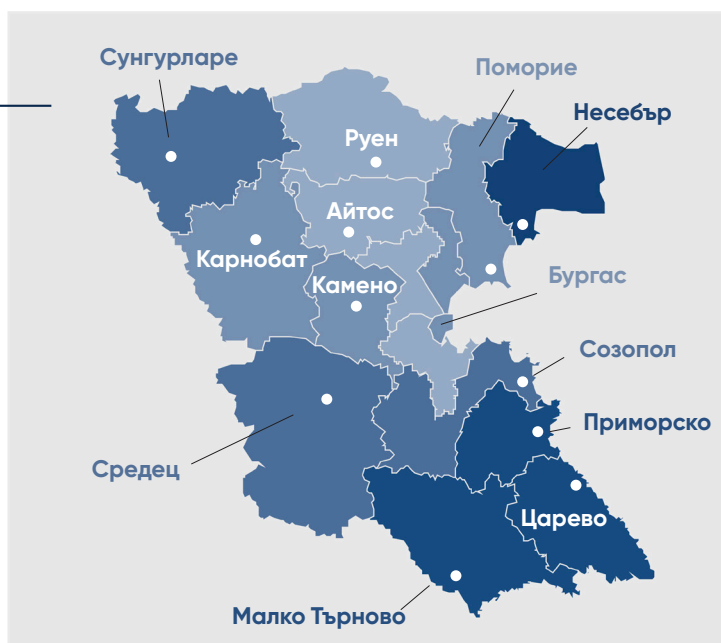 Сунгурларе
Поморие
Несебър
Руен
Айтос
Карнобат
Камено
Бургас
Созопол
Приморско
Средец
Царево
Малко Търново